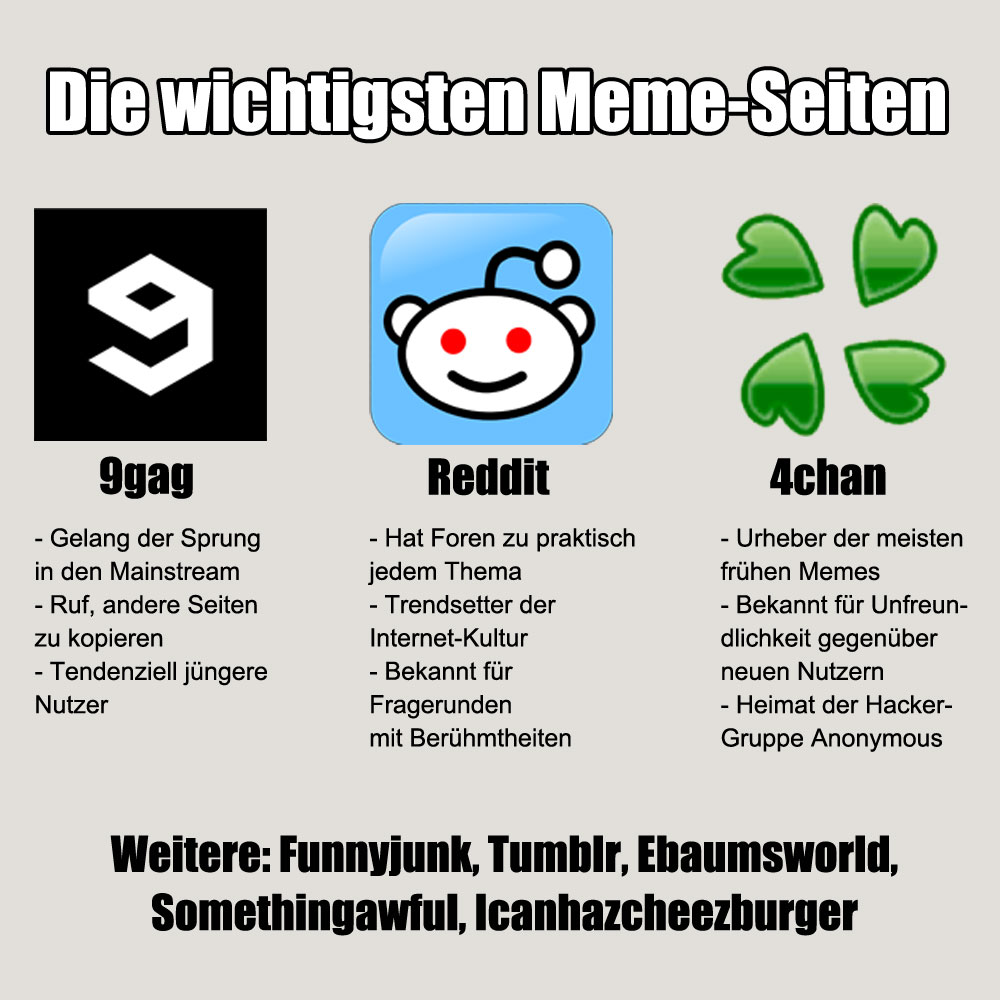 Die wichtigsten Meme-Seiten
9
9gag
- Gelang der Sprung
in den Mainstream
- Ruf, andere Seiten
zu kopieren
- Tendenziell jüngere
Nutzer
Reddit
- Hat Foren zu praktisch
jedem Thema
- Trendsetter der
Internet-Kultur
- Bekannt für
Fragerunden
mit Berühmtheiten
4chan
- Urheber der meisten
frühen Memes
- Bekannt für Unfreun-
dlichkeit gegenüber
neuen Nutzern
- Heimat der Hacker-
Gruppe Anonymous
Weitere: Funnyjunk, Tumblr, Ebaumsworld,
Somethingawful, Icanhazcheezburger